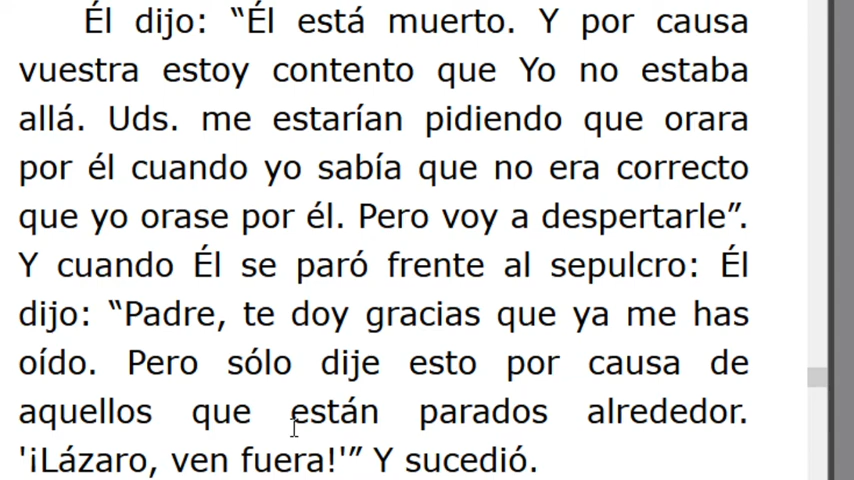 Él dijo: “Él está muerto. Y por causa
vuestra estoy contento que Yo no estaba
allá. Uds. me estarían pidiendo que orara
por él cuando yo sabía que no era correcto
que yo orase por él. Pero voy a despertarle”.
Y cuando Él se paró frente al sepulcro: Él
dijo: “Padre, te doy gracias que ya me has
oído. Pero sólo dije esto por causa de
aquellos que están parados alrededor.
'¡Lázaro, ven fuera!'” Y sucedió.